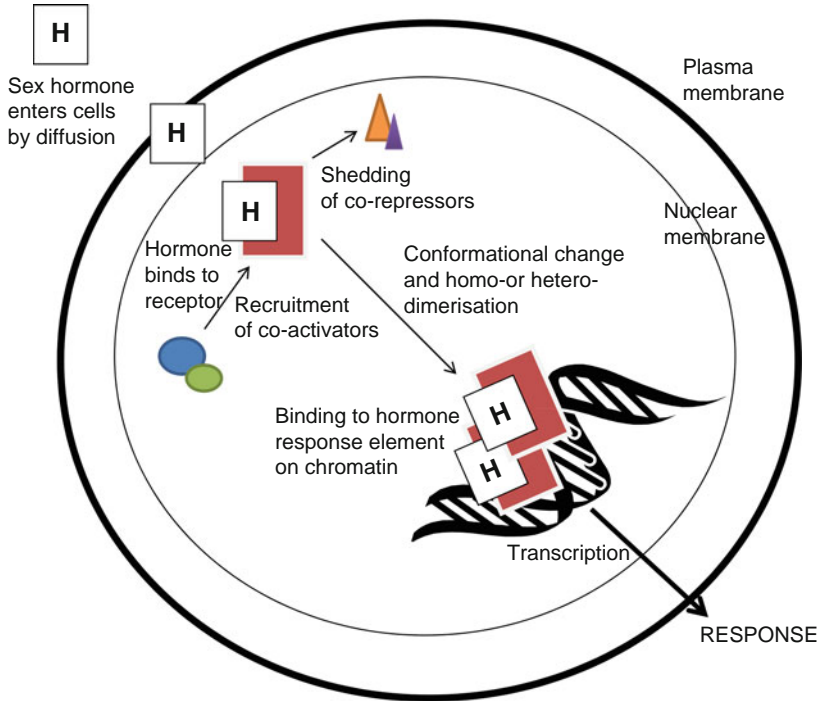 H
Sex hormone
enters cells
by diffusion
H
Plasma
membrane
Shedding
of co-repressors
H
Nuclear
membrane
Hormone
binds to
receptor
Recruitment
of co-activators
Conformational change
and homo-or hetero-
dimerisation
Binding to hormone
response element
on chromatin
H
H
Transcription
RESPONSE